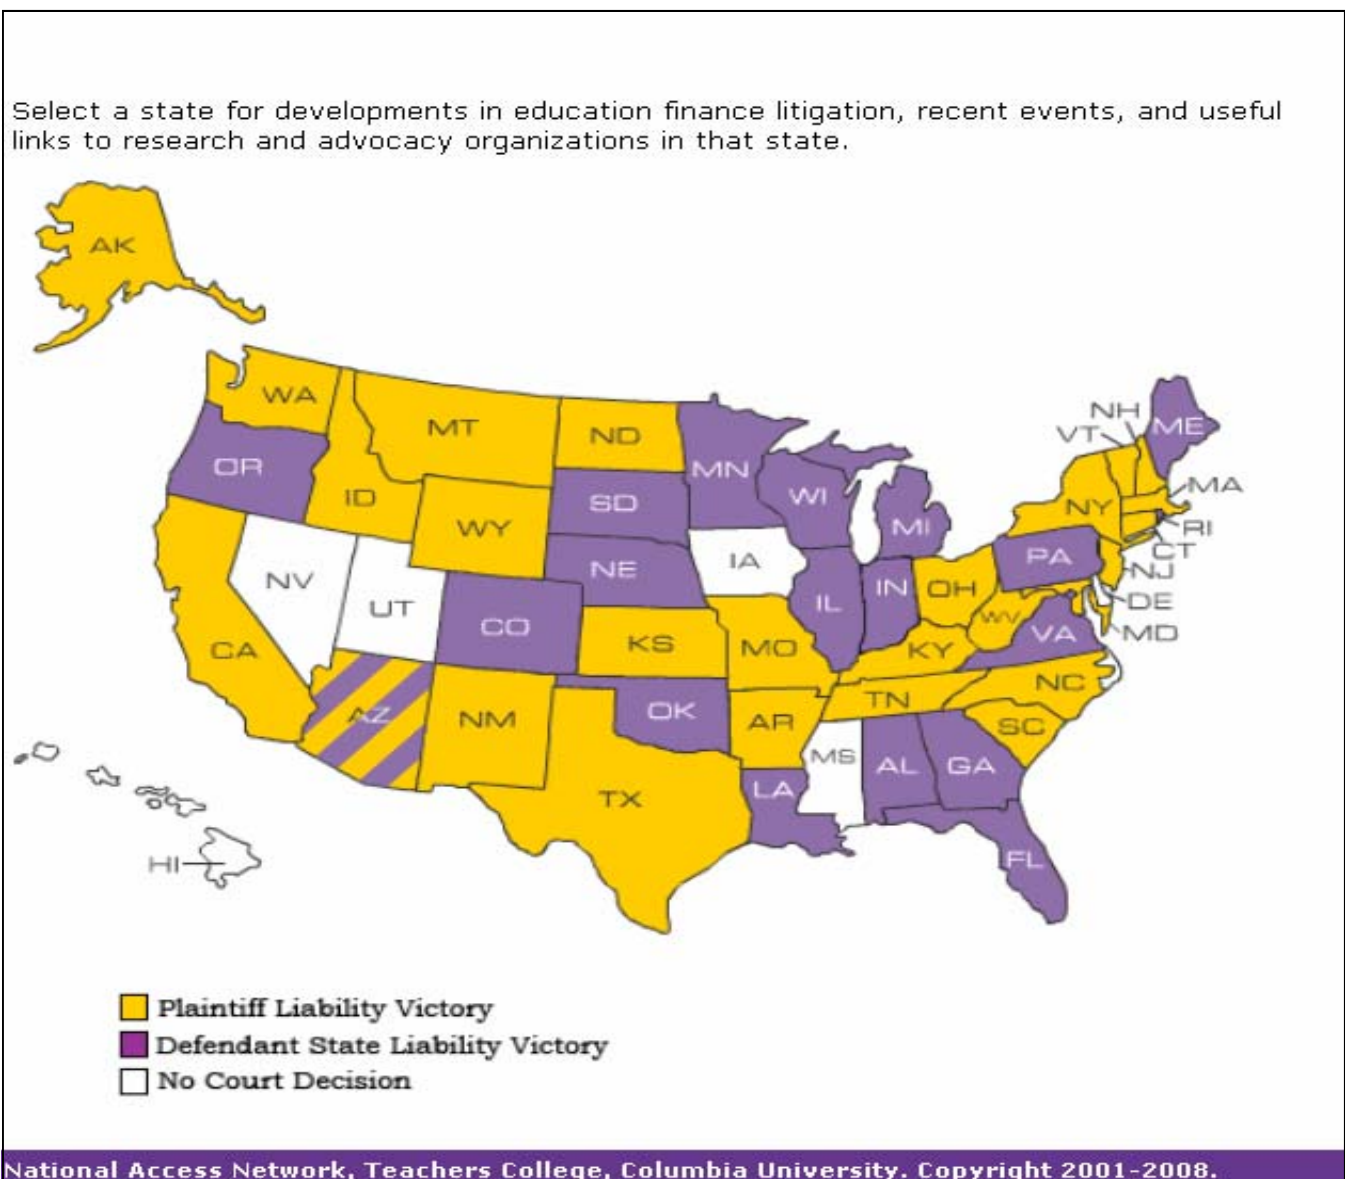 Select a state for developments in education finance litigation, recent events, and useful
links to research and advocacy organizations in that state.
AK
WA
MT
ND
MN
NH
VT
ME
OR
ID
WY
SD
WI
MI
NY
MA
RI
CT
NV
UT
NE
IA
PA
NJ
CO
IL
IN
OH
DE
CA
KS
MO
WV
VA
MD
KY
AZ
NM
OK
AR
TN
NC
SC
MS
AL
GA
TX
LA
FL
HI
Plaintiff Liability Victory
Defendant State Liability Victory
No Court Decision
National Access Network, Teachers College, Columbia University. Copyright 2001-2008.